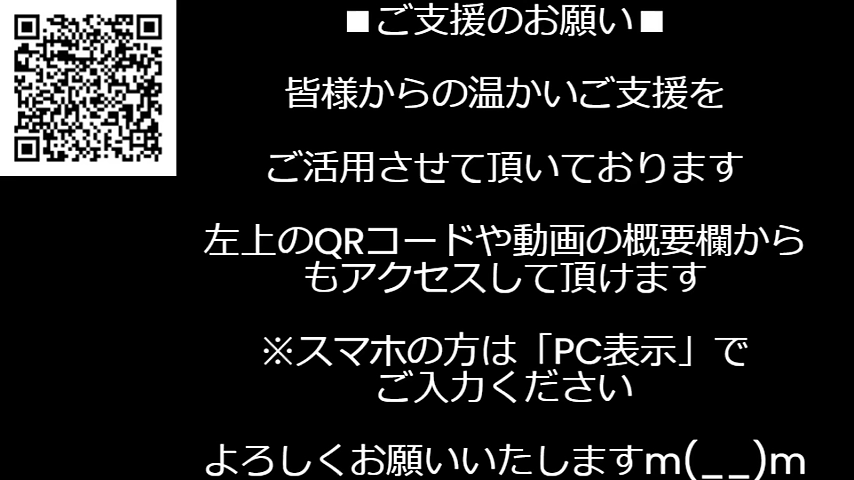 ■ご支援のお願い■
皆様からの温かいご支援を
ご活用させて頂いております
左上のQRコードや動画の概要欄から
もアクセスして頂けます
※スマホの方は「PC表示」で
ご入力ください
よろしくお願いいたしますm(__)m